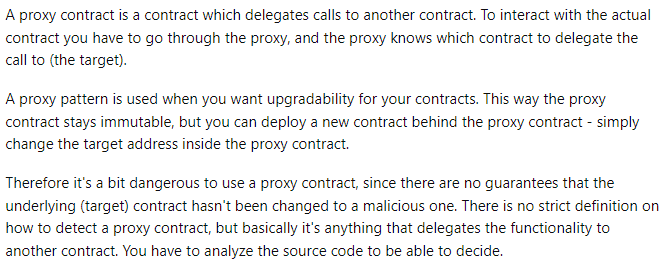 A proxy contract is a contract which delegates calls to another contract. To interact with the actual
contract you have to go through the proxy, and the proxy knows which contract to delegate the
call to (the target).
A proxy pattern is used when you want upgradability for your contracts. This way the proxy
contract stays immutable, but you can deploy a new contract behind the proxy contract - simply
change the target address inside the proxy contract.
Therefore it's a bit dangerous to use a proxy contract, since there are no guarantees that the
underlying (target) contract hasn't been changed to a malicious one. There is no strict definition on
how to detect a proxy contract, but basically it's anything that delegates the functionality to
another contract. You have to analyze the source code to be able to decide.